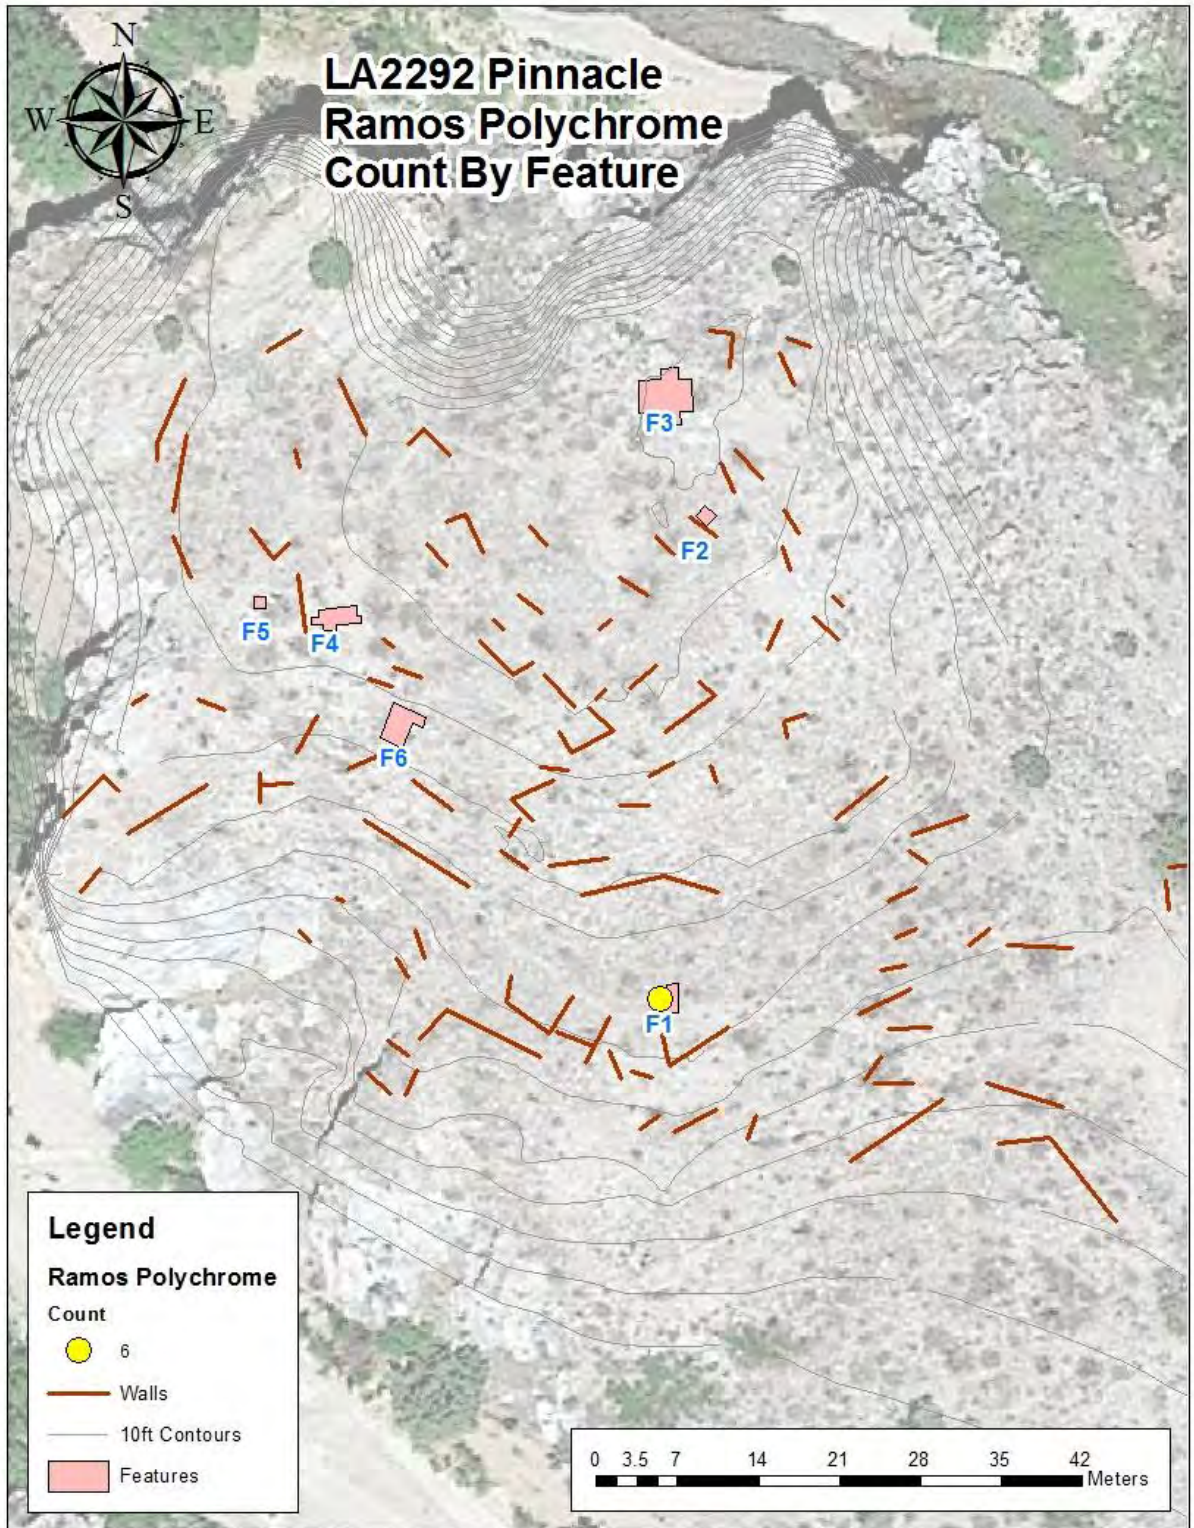 N
W E
S
LA2292 Pinnacle
Ramos Polychrome
Count By Feature
F3
F2
F5
F4
F6
F1
Legend
Ramos Polychrome
Count
6
Walls
10ft Contours
Features
0 3.5 7 14 21 28 35 42
Meters